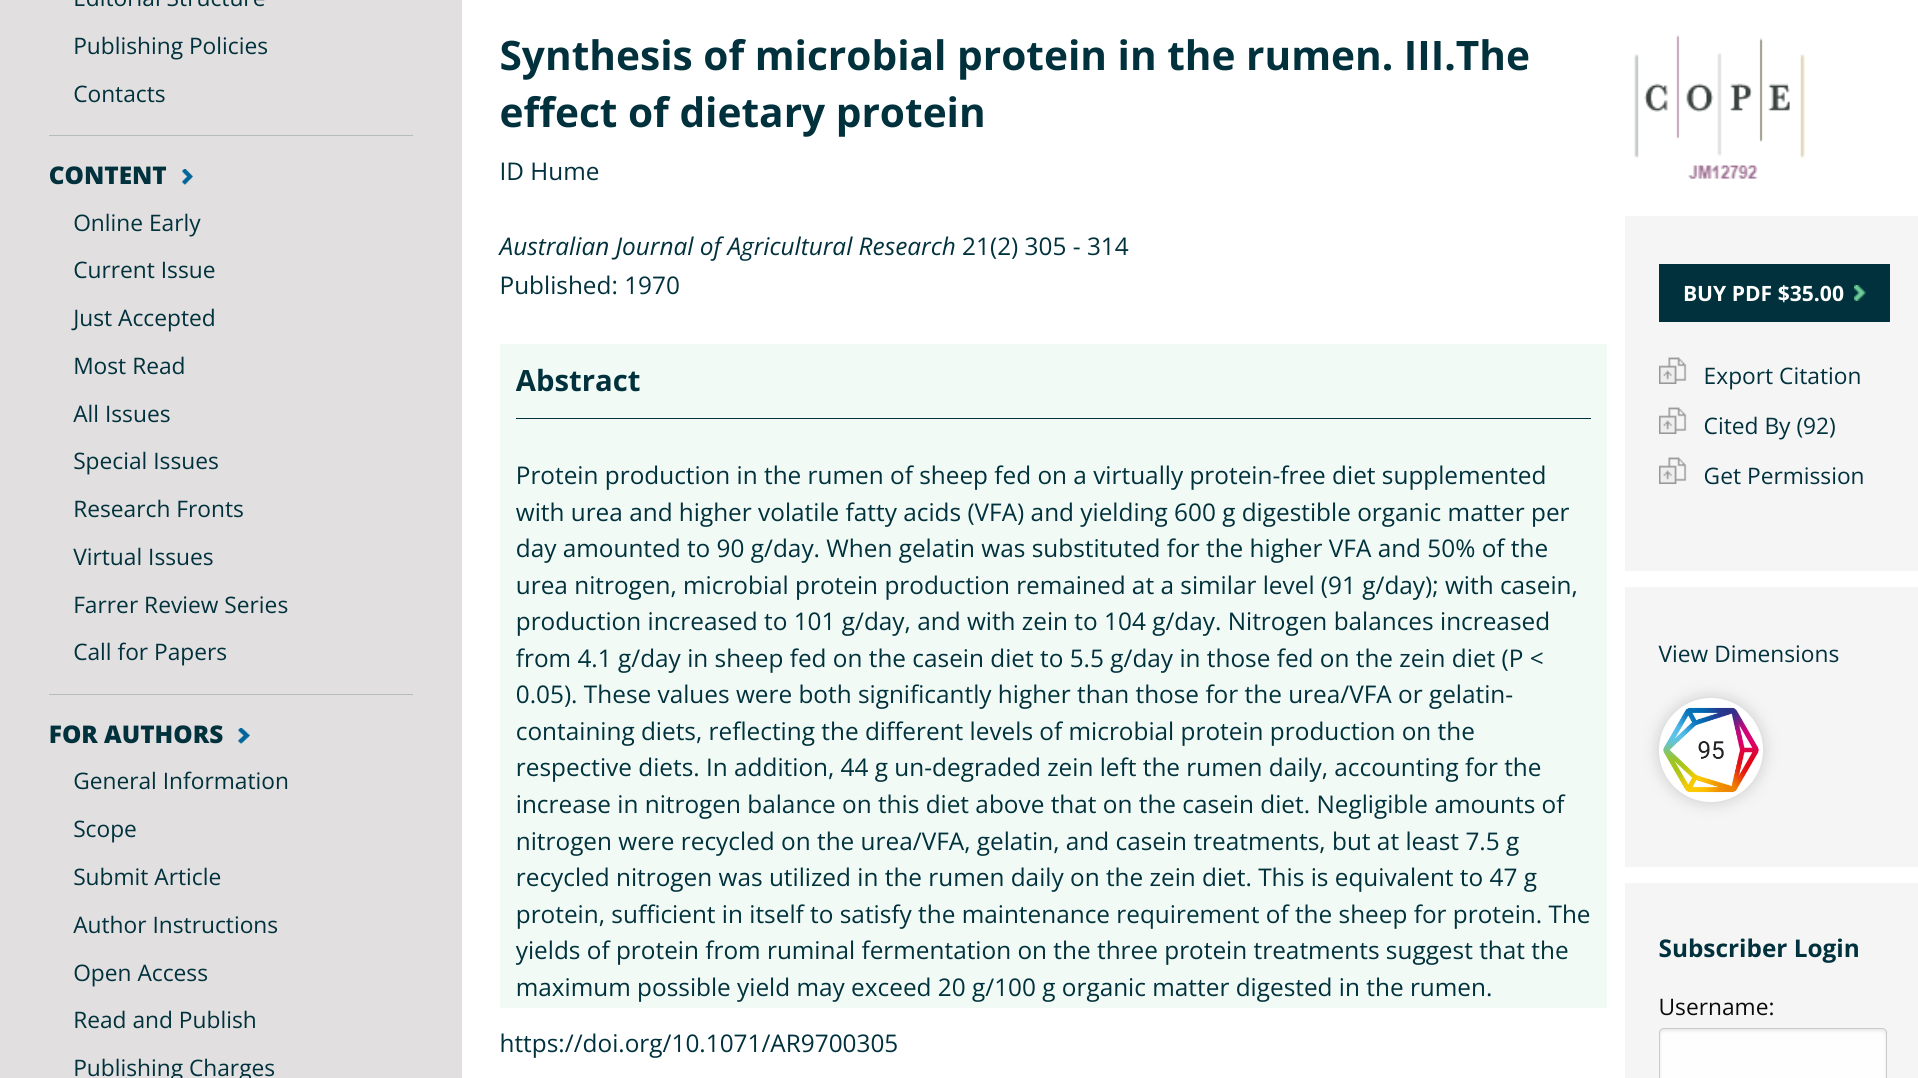 Editorial Structure
Publishing Policies
Contacts
CONTENT
Online Early
Current Issue
Just Accepted
Most Read
All Issues
Special Issues
Research Fronts
Virtual Issues
Farrer Review Series
Call for Papers
FOR AUTHORS
General Information
Scope
Submit Article
Author Instructions
Open Access
Read and Publish
Publishing Charges
Synthesis of microbial protein in the rumen. III.The
effect of dietary protein
ID Hume
Australian Journal of Agricultural Research 21(2) 305 - 314
Published: 1970
Abstract
Protein production in the rumen of sheep fed on a virtually protein-free diet supplemented
with urea and higher volatile fatty acids (VFA) and yielding 600 g digestible organic matter per
day amounted to 90 g/day. When gelatin was substituted for the higher VFA and 50% of the
urea nitrogen, microbial protein production remained at a similar level (91 g/day); with casein,
production increased to 101 g/day, and with zein to 104 g/day. Nitrogen balances increased
from 4.1 g/day in sheep fed on the casein diet to 5.5 g/day in those fed on the zein diet (P <
0.05). These values were both significantly higher than those for the urea/VFA or gelatin-
containing diets, reflecting the different levels of microbial protein production on the
respective diets. In addition, 44 g un-degraded zein left the rumen daily, accounting for the
increase in nitrogen balance on this diet above that on the casein diet. Negligible amounts of
nitrogen were recycled on the urea/VFA, gelatin, and casein treatments, but at least 7.5 g
recycled nitrogen was utilized in the rumen daily on the zein diet. This is equivalent to 47 g
protein, sufficient in itself to satisfy the maintenance requirement of the sheep for protein. The
yields of protein from ruminal fermentation on the three protein treatments suggest that the
maximum possible yield may exceed 20 g/100 g organic matter digested in the rumen.
https://doi.org/10.1071/AR9700305
COPE
JM12792
BUY PDF $35.00
Export Citation
Cited By (92)
Get Permission
View Dimensions
95
Subscriber Login
Username: